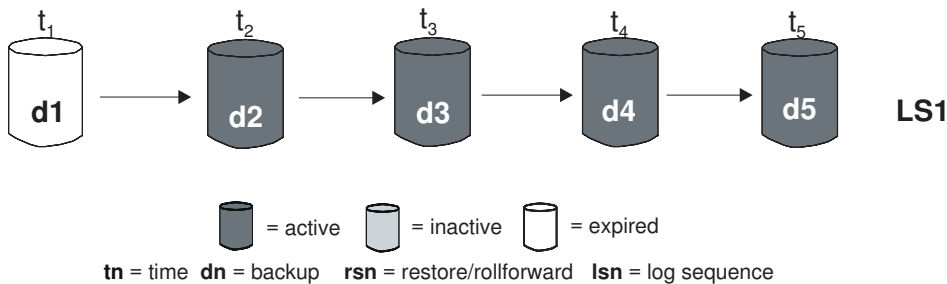 t1 t2 t3 t4 t5
d1 d2 d3 d4 d5 LS1
= active = inactive = expired
tn = time dn = backup rsn = restore/rollforward lsn = log sequence